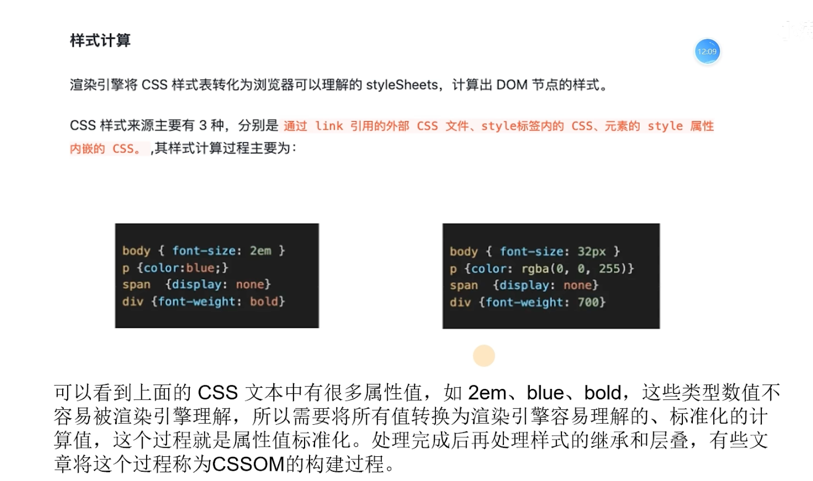 样式计算
12:09
渲染引擎将 CSS 样式表转化为浏览器可以理解的 styleSheets，计算出 DOM 节点的样式。
CSS 样式来源主要有 3 种，分别是 通过 link 引用的外部 CSS 文件、style标签内的 CSS、元素的 style 属性
内嵌的 CSS。,其样式计算过程主要为：
body { font-size: 2em }
p {color:blue;}
span  {display: none}
div {font-weight: bold}
body { font-size: 32px }
p {color: rgba(0, 0, 255)}
span  {display: none}
div {font-weight: 700}
可以看到上面的 CSS 文本中有很多属性值，如 2em、blue、bold，这些类型数值不
容易被渲染引擎理解，所以需要将所有值转换为渲染引擎容易理解的、标准化的计
算值，这个过程就是属性值标准化。处理完成后再处理样式的继承和层叠，有些文
章将这个过程称为CSSOM的构建过程。